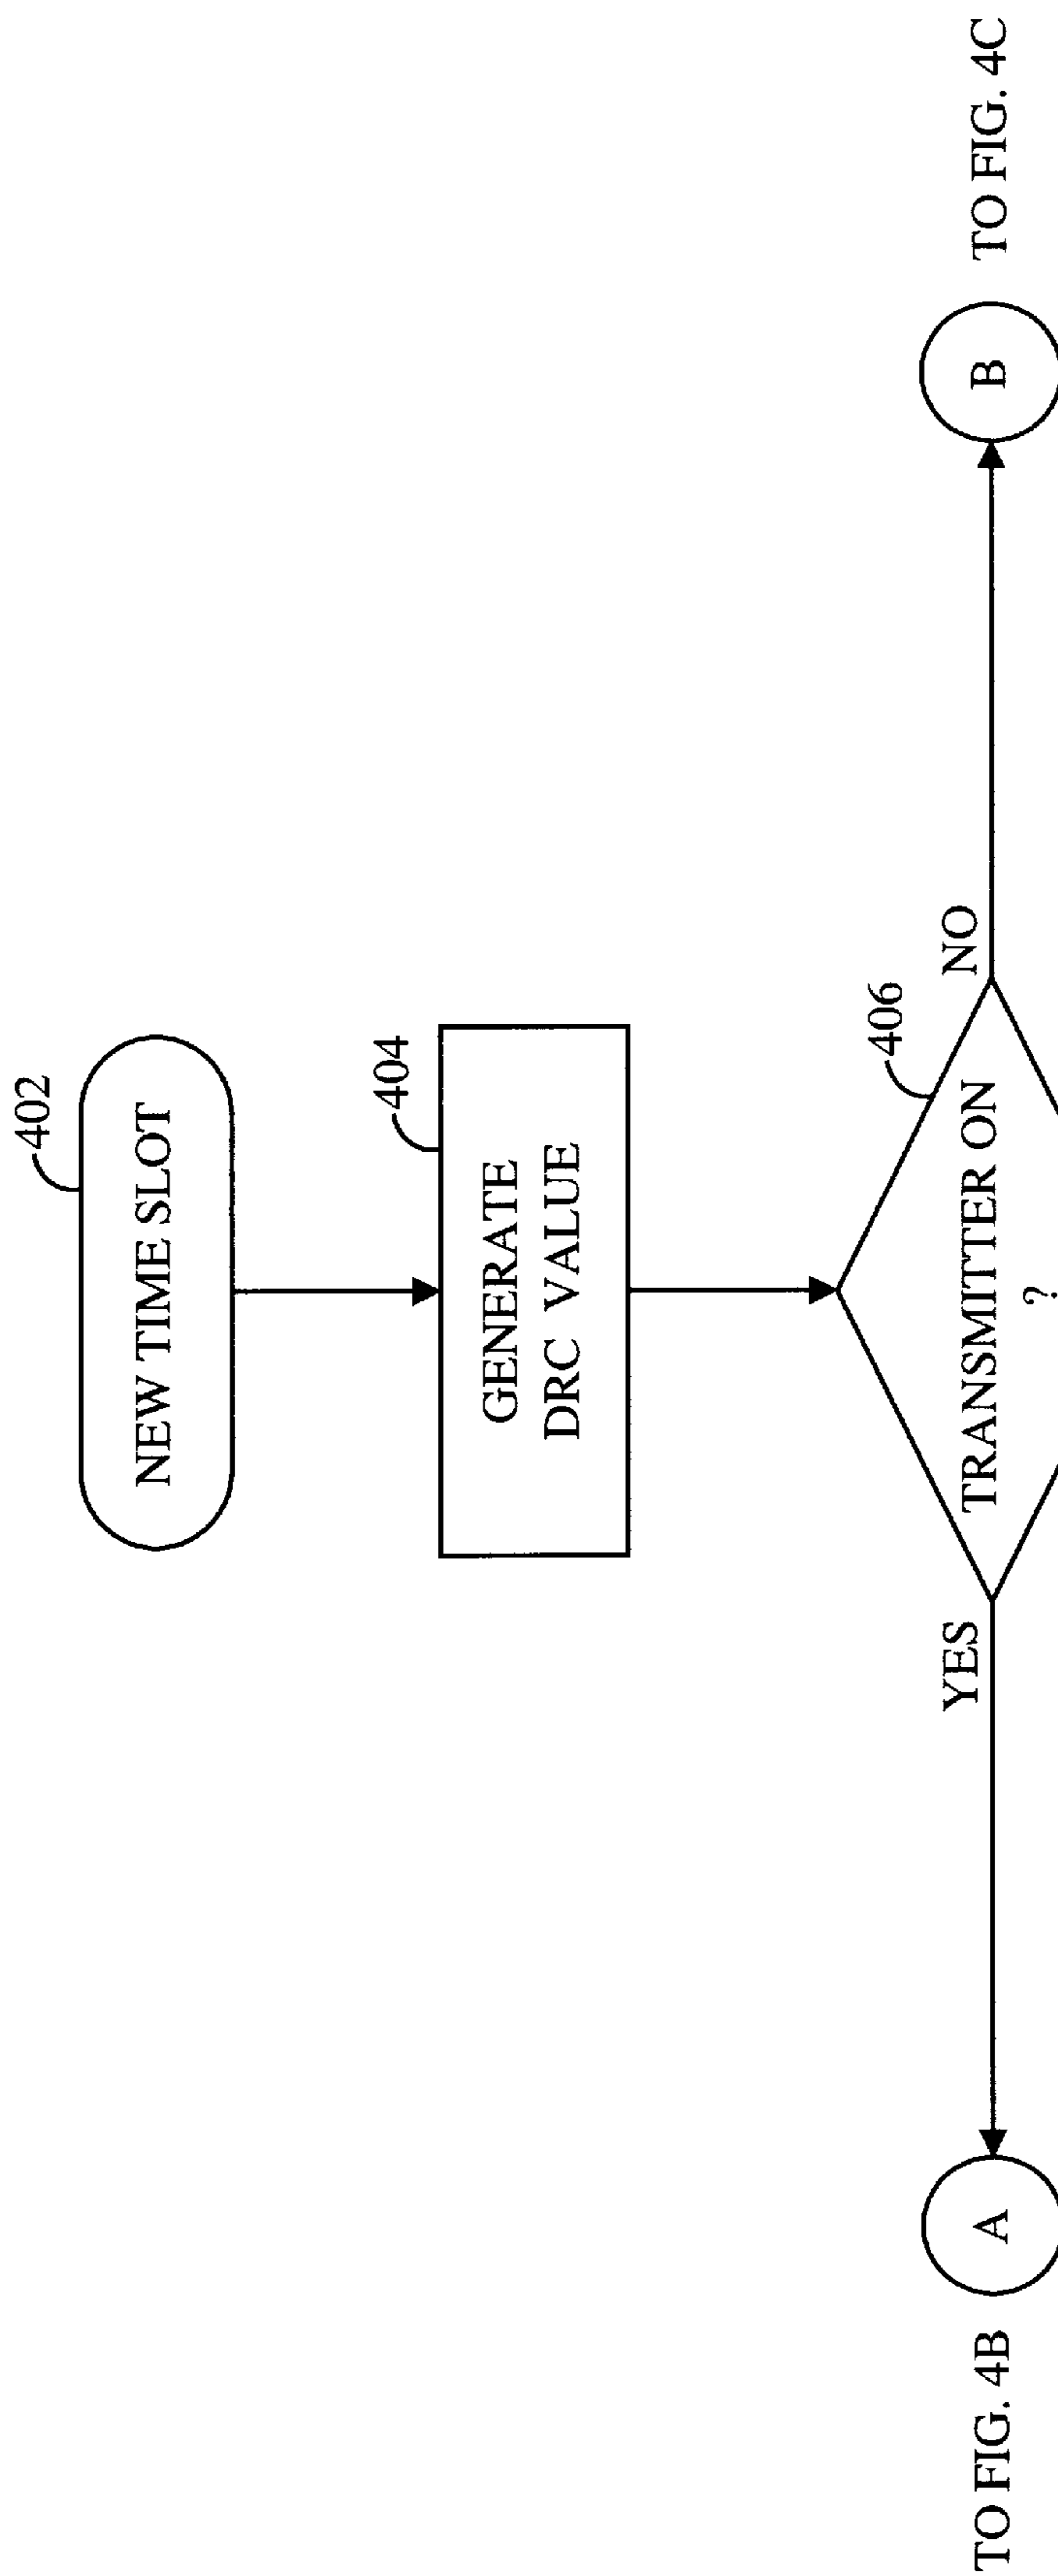 402
NEW TIME SLOT
404
GENERATE
DRC VALUE
406
TRANSMITTER ON
?
YES
NO
A
TO FIG. 4B
B
TO FIG. 4C